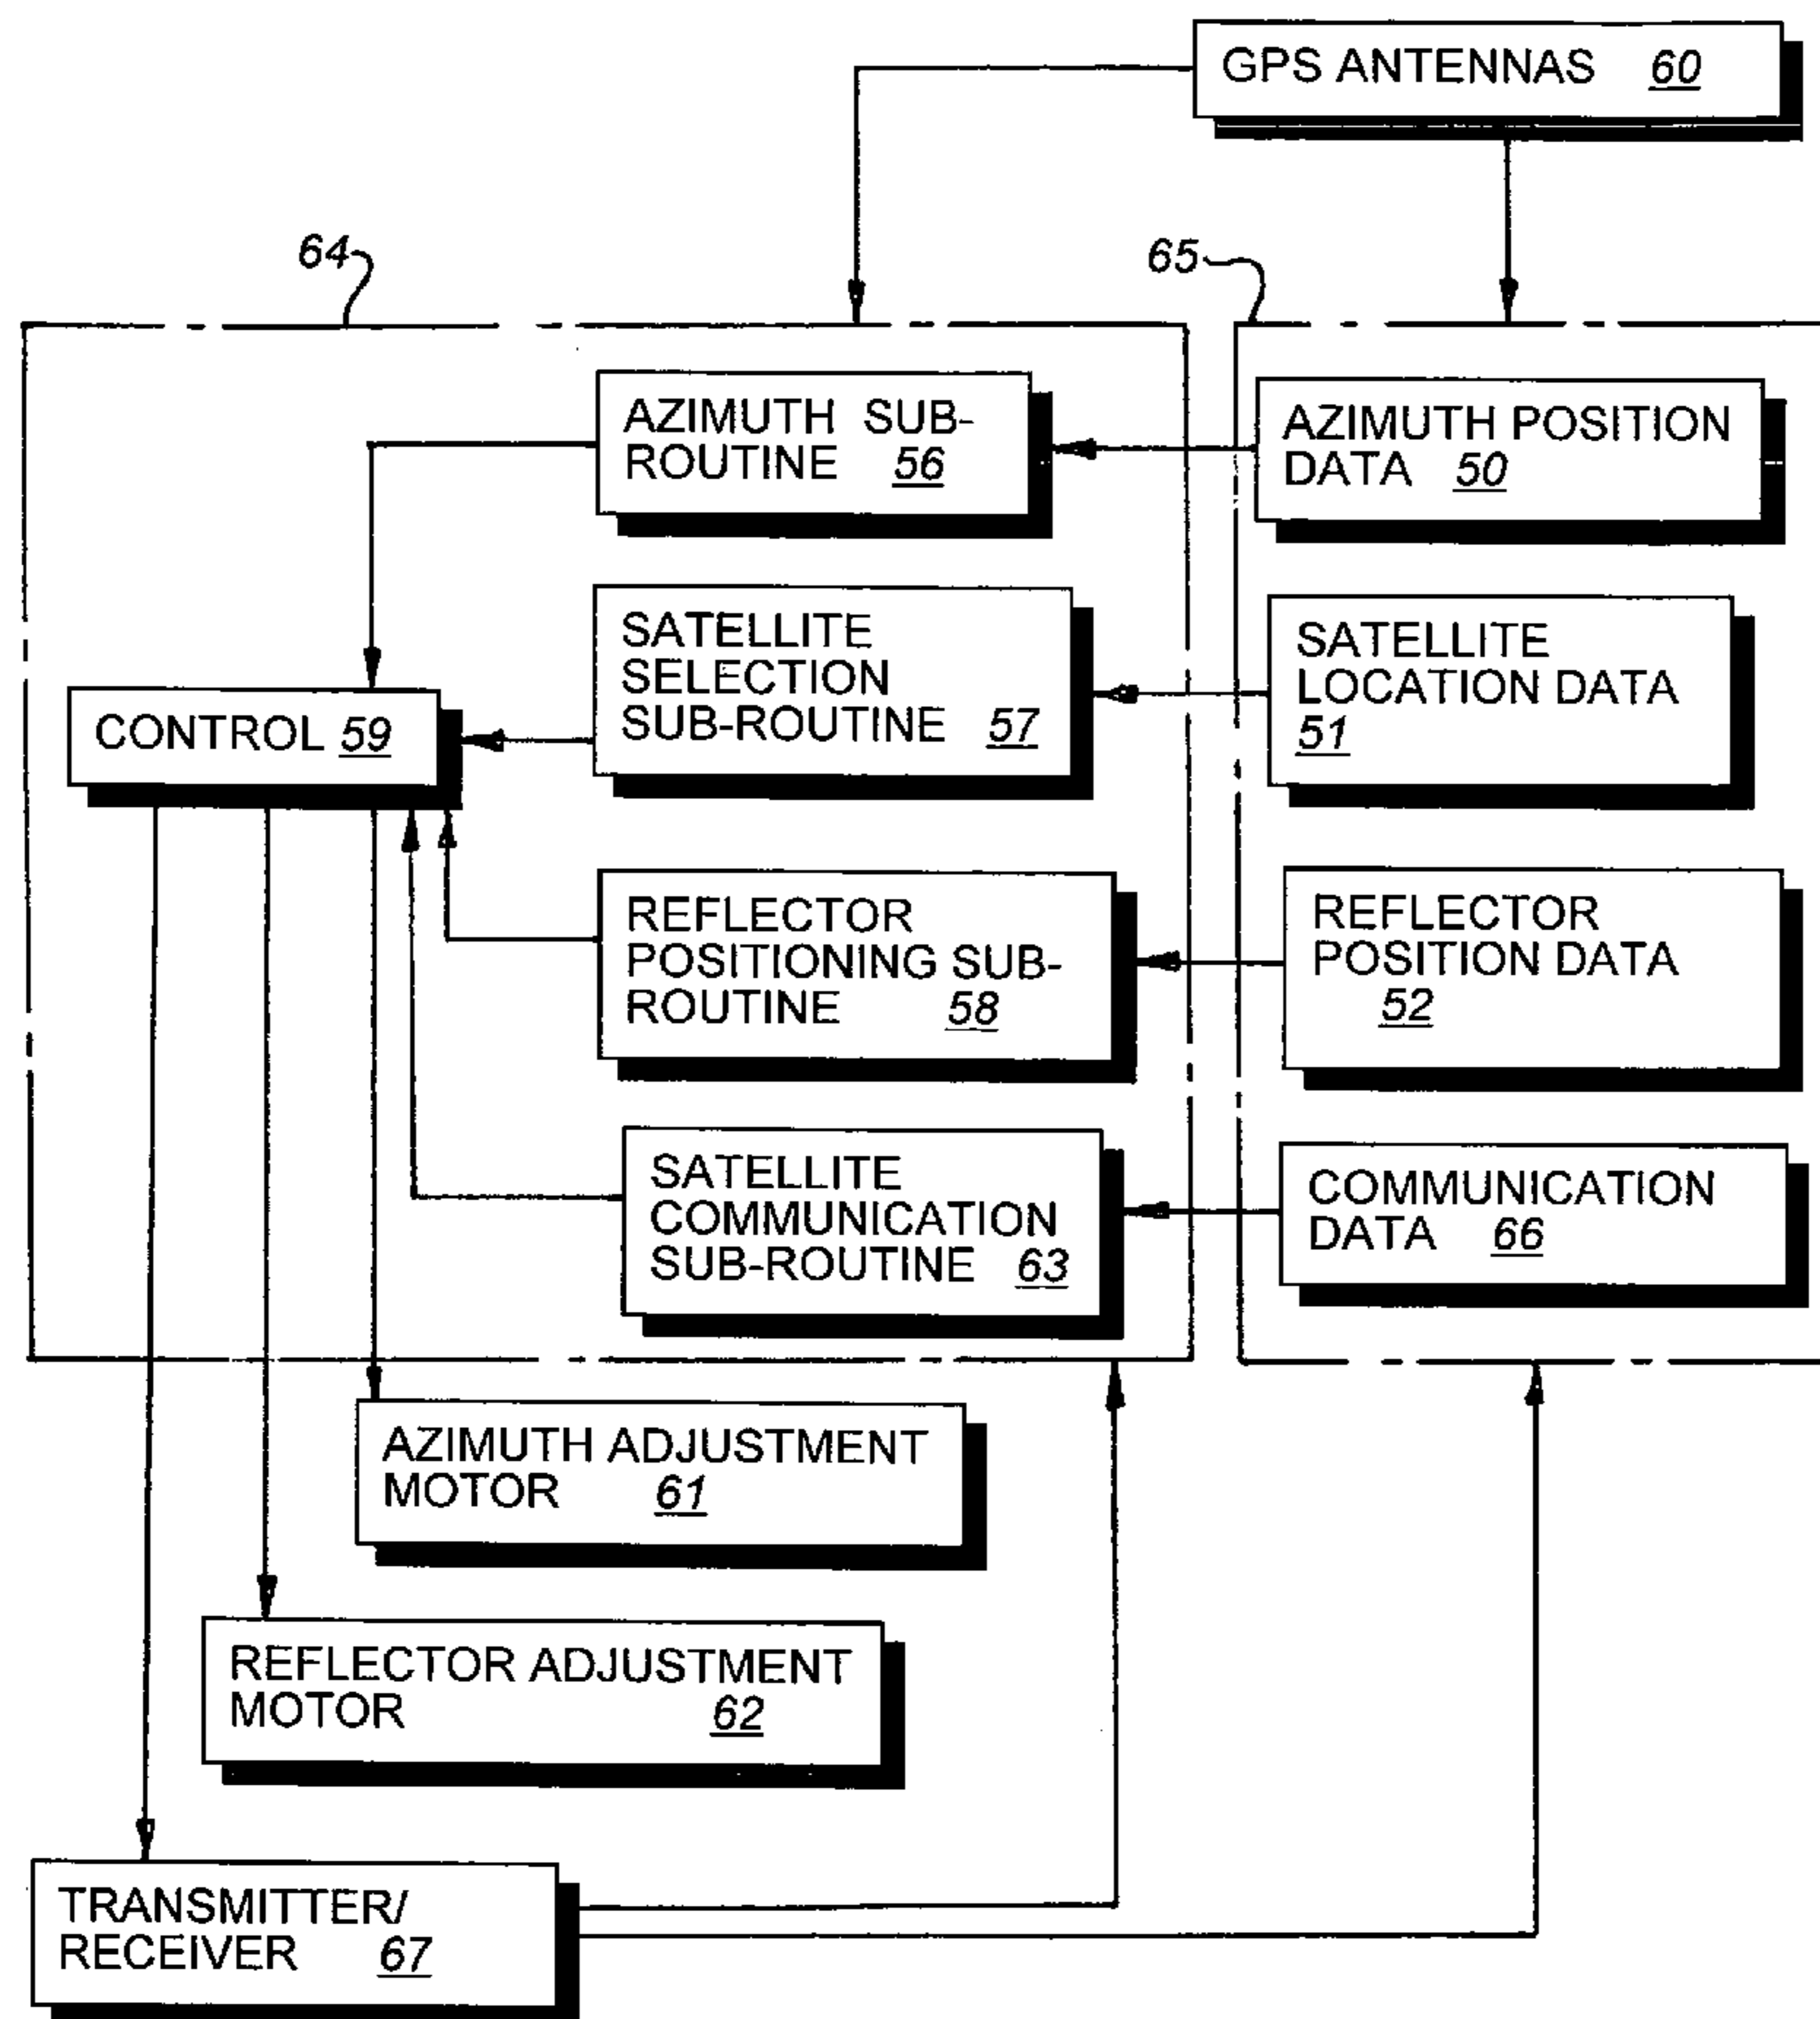 GPS ANTENNAS 60
64
65
AZIMUTH SUB-
ROUTINE 56
AZIMUTH POSITION
DATA 50
SATELLITE
SELECTION
SUB-ROUTINE 57
SATELLITE
LOCATION DATA
51
CONTROL 59
REFLECTOR
POSITIONING SUB-
ROUTINE 58
REFLECTOR
POSITION DATA
52
SATELLITE
COMMUNICATION
SUB-ROUTINE 63
COMMUNICATION
DATA 66
AZIMUTH ADJUSTMENT
MOTOR 61
REFLECTOR ADJUSTMENT
MOTOR 62
TRANSMITTER/
RECEIVER 67